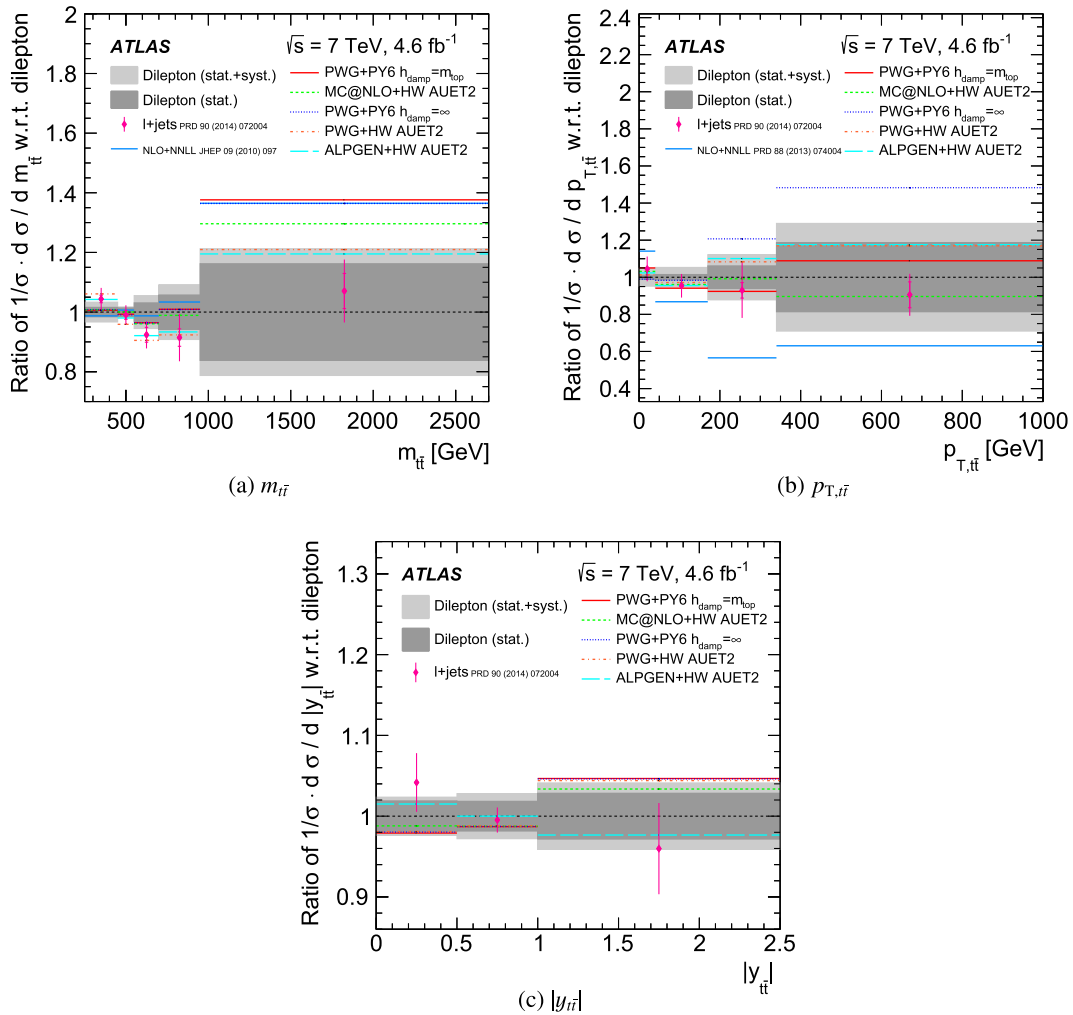 Ratio of 1/σ · d σ / d m_tt̄ w.r.t. dilepton
2
1.8
1.6
1.4
1.2
1
0.8
ATLAS
√s = 7 TeV, 4.6 fb⁻¹
Dilepton (stat.+syst.)
Dilepton (stat.)
l+jets PRD 90 (2014) 072004
NLO+NNLL JHEP 09 (2010) 097
PWG+PY6 h_damp=m_top
MC@NLO+HW AUET2
PWG+PY6 h_damp=∞
PWG+HW AUET2
ALPGEN+HW AUET2
500 1000 1500 2000 2500
m_tt̄ [GeV]
(a) m_tt̄
Ratio of 1/σ · d σ / d p_T,tt̄ w.r.t. dilepton
2.4
2.2
2
1.8
1.6
1.4
1.2
1
0.8
0.6
0.4
ATLAS
√s = 7 TeV, 4.6 fb⁻¹
Dilepton (stat.+syst.)
Dilepton (stat.)
l+jets PRD 90 (2014) 072004
NLO+NNLL PRD 88 (2013) 074004
PWG+PY6 h_damp=m_top
MC@NLO+HW AUET2
PWG+PY6 h_damp=∞
PWG+HW AUET2
ALPGEN+HW AUET2
0 200 400 600 800 1000
p_T,tt̄ [GeV]
(b) p_T,tt̄
Ratio of 1/σ · d σ / d |y_tt̄| w.r.t. dilepton
1.3
1.2
1.1
1
0.9
ATLAS
√s = 7 TeV, 4.6 fb⁻¹
Dilepton (stat.+syst.)
Dilepton (stat.)
l+jets PRD 90 (2014) 072004
PWG+PY6 h_damp=m_top
MC@NLO+HW AUET2
PWG+PY6 h_damp=∞
PWG+HW AUET2
ALPGEN+HW AUET2
0 0.5 1 1.5 2 2.5
|y_tt̄|
(c) |y_tt̄|